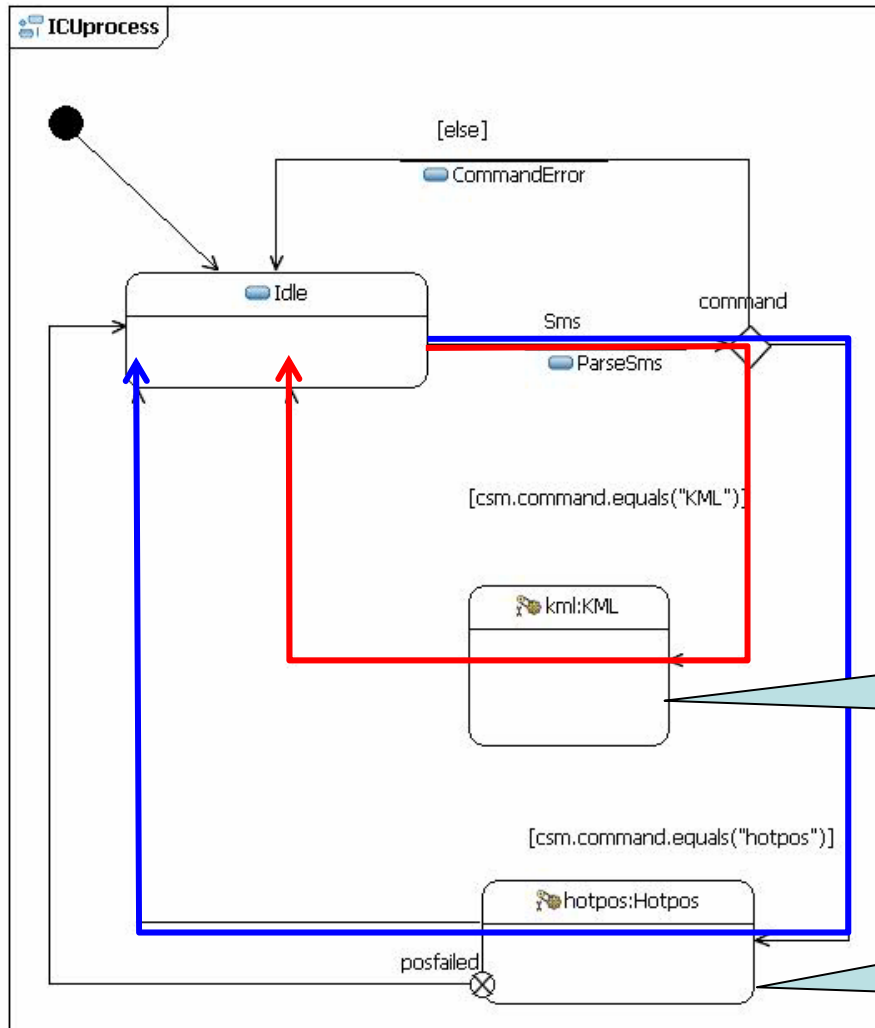 ICUprocess
[else]
CommandError
Idle
command
Sms
ParseSms
[csm.command.equals("KML")]
kml:KML
[csm.command.equals("hotpos")]
hotpos:Hotpos
posfailed